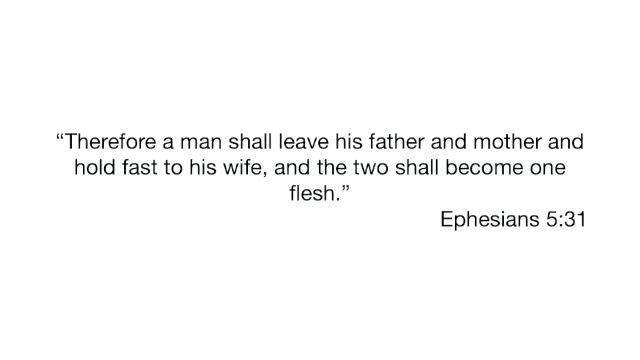 “Therefore a man shall leave his father and mother and
hold fast to his wife, and the two shall become one
flesh.”
Ephesians 5:31